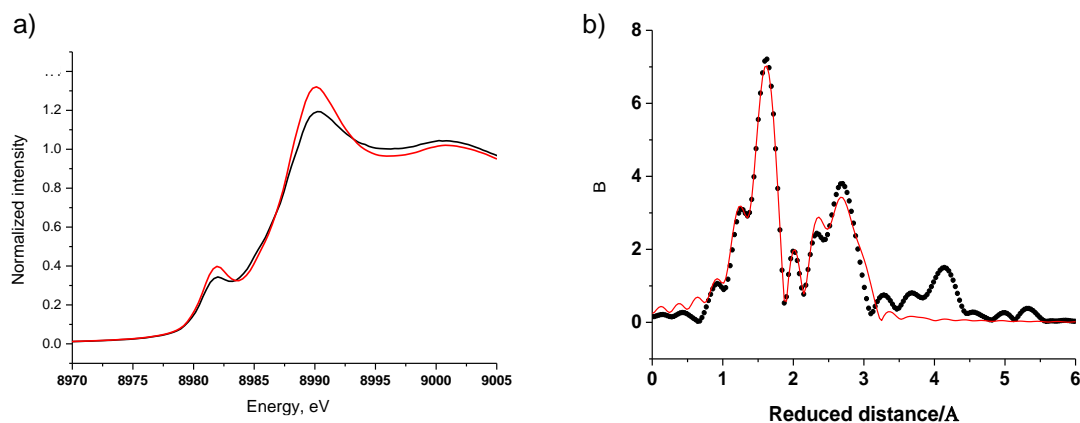 a)
b)
Normalized intensity
1.2
1.0
0.8
0.6
0.4
0.2
0.0
8970 8975 8980 8985 8990 8995 9000 9005
Energy, eV
B
8
6
4
2
0
0 1 2 3 4 5 6
Reduced distance/A